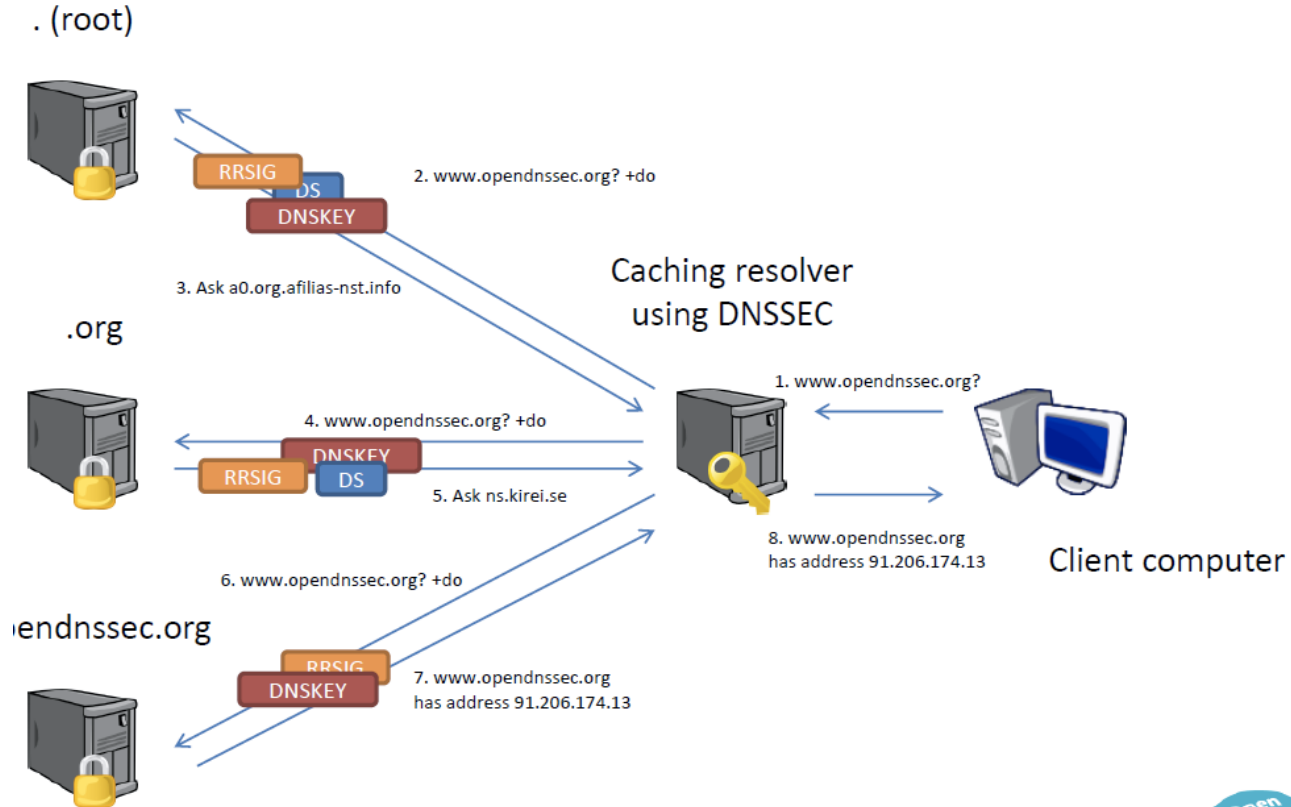 . (root)
RRSIG
DS
DNSKEY
2. www.opendnssec.org? +do
3. Ask a0.org.afilias-nst.info
Caching resolver
using DNSSEC
.org
1. www.opendnssec.org?
4. www.opendnssec.org? +do
DNSKEY
RRSIG
DS
5. Ask ns.kirei.se
8. www.opendnssec.org
has address 91.206.174.13
Client computer
6. www.opendnssec.org? +do
pendnssec.org
RRSIG
DNSKEY
7. www.opendnssec.org
has address 91.206.174.13